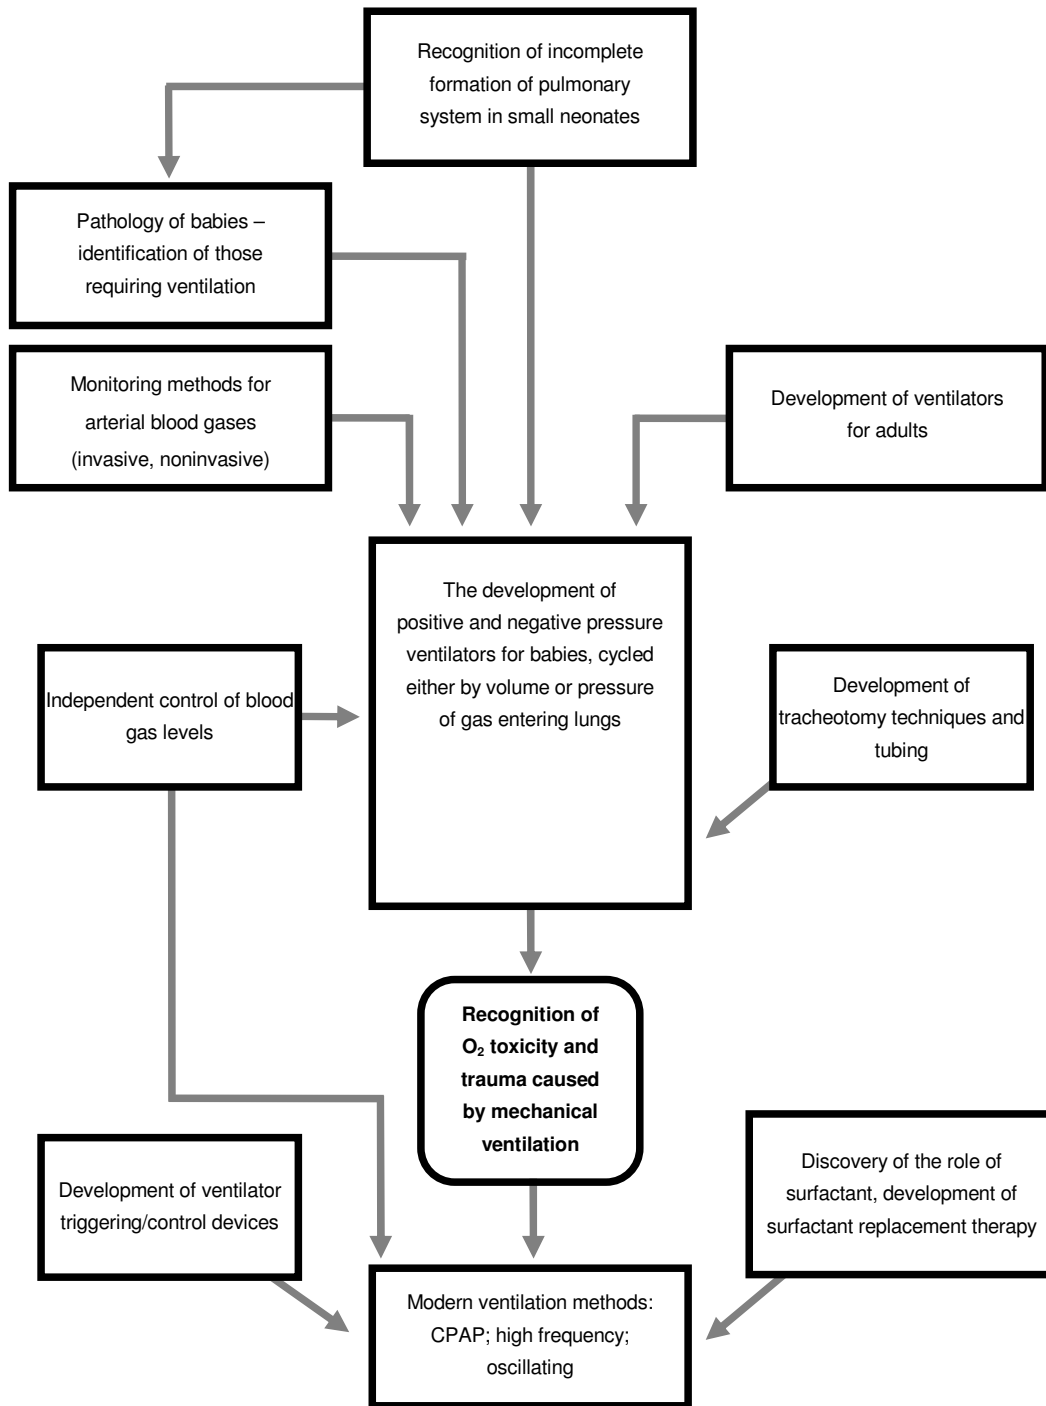 Recognition of incomplete
formation of pulmonary
system in small neonates
Pathology of babies –
identification of those
requiring ventilation
Monitoring methods for
arterial blood gases
(invasive, noninvasive)
Development of ventilators
for adults
The development of
positive and negative pressure
ventilators for babies, cycled
either by volume or pressure
of gas entering lungs
Independent control of blood
gas levels
Development of
tracheotomy techniques and
tubing
Recognition of
O₂ toxicity and
trauma caused
by mechanical
ventilation
Development of ventilator
triggering/control devices
Discovery of the role of
surfactant, development of
surfactant replacement therapy
Modern ventilation methods:
CPAP; high frequency;
oscillating